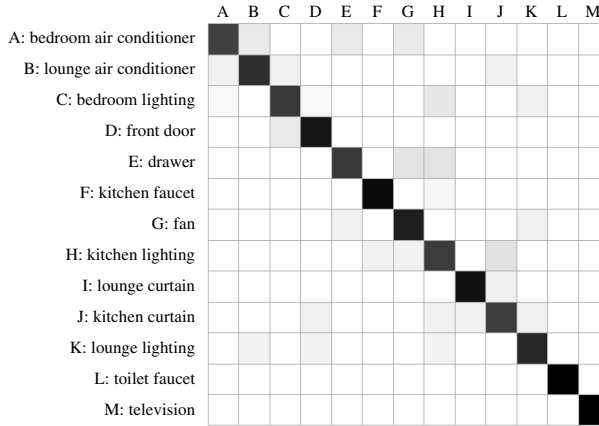 A B C D E F G H I J K L M
A: bedroom air conditioner
B: lounge air conditioner
C: bedroom lighting
D: front door
E: drawer
F: kitchen faucet
G: fan
H: kitchen lighting
I: lounge curtain
J: kitchen curtain
K: lounge lighting
L: toilet faucet
M: television